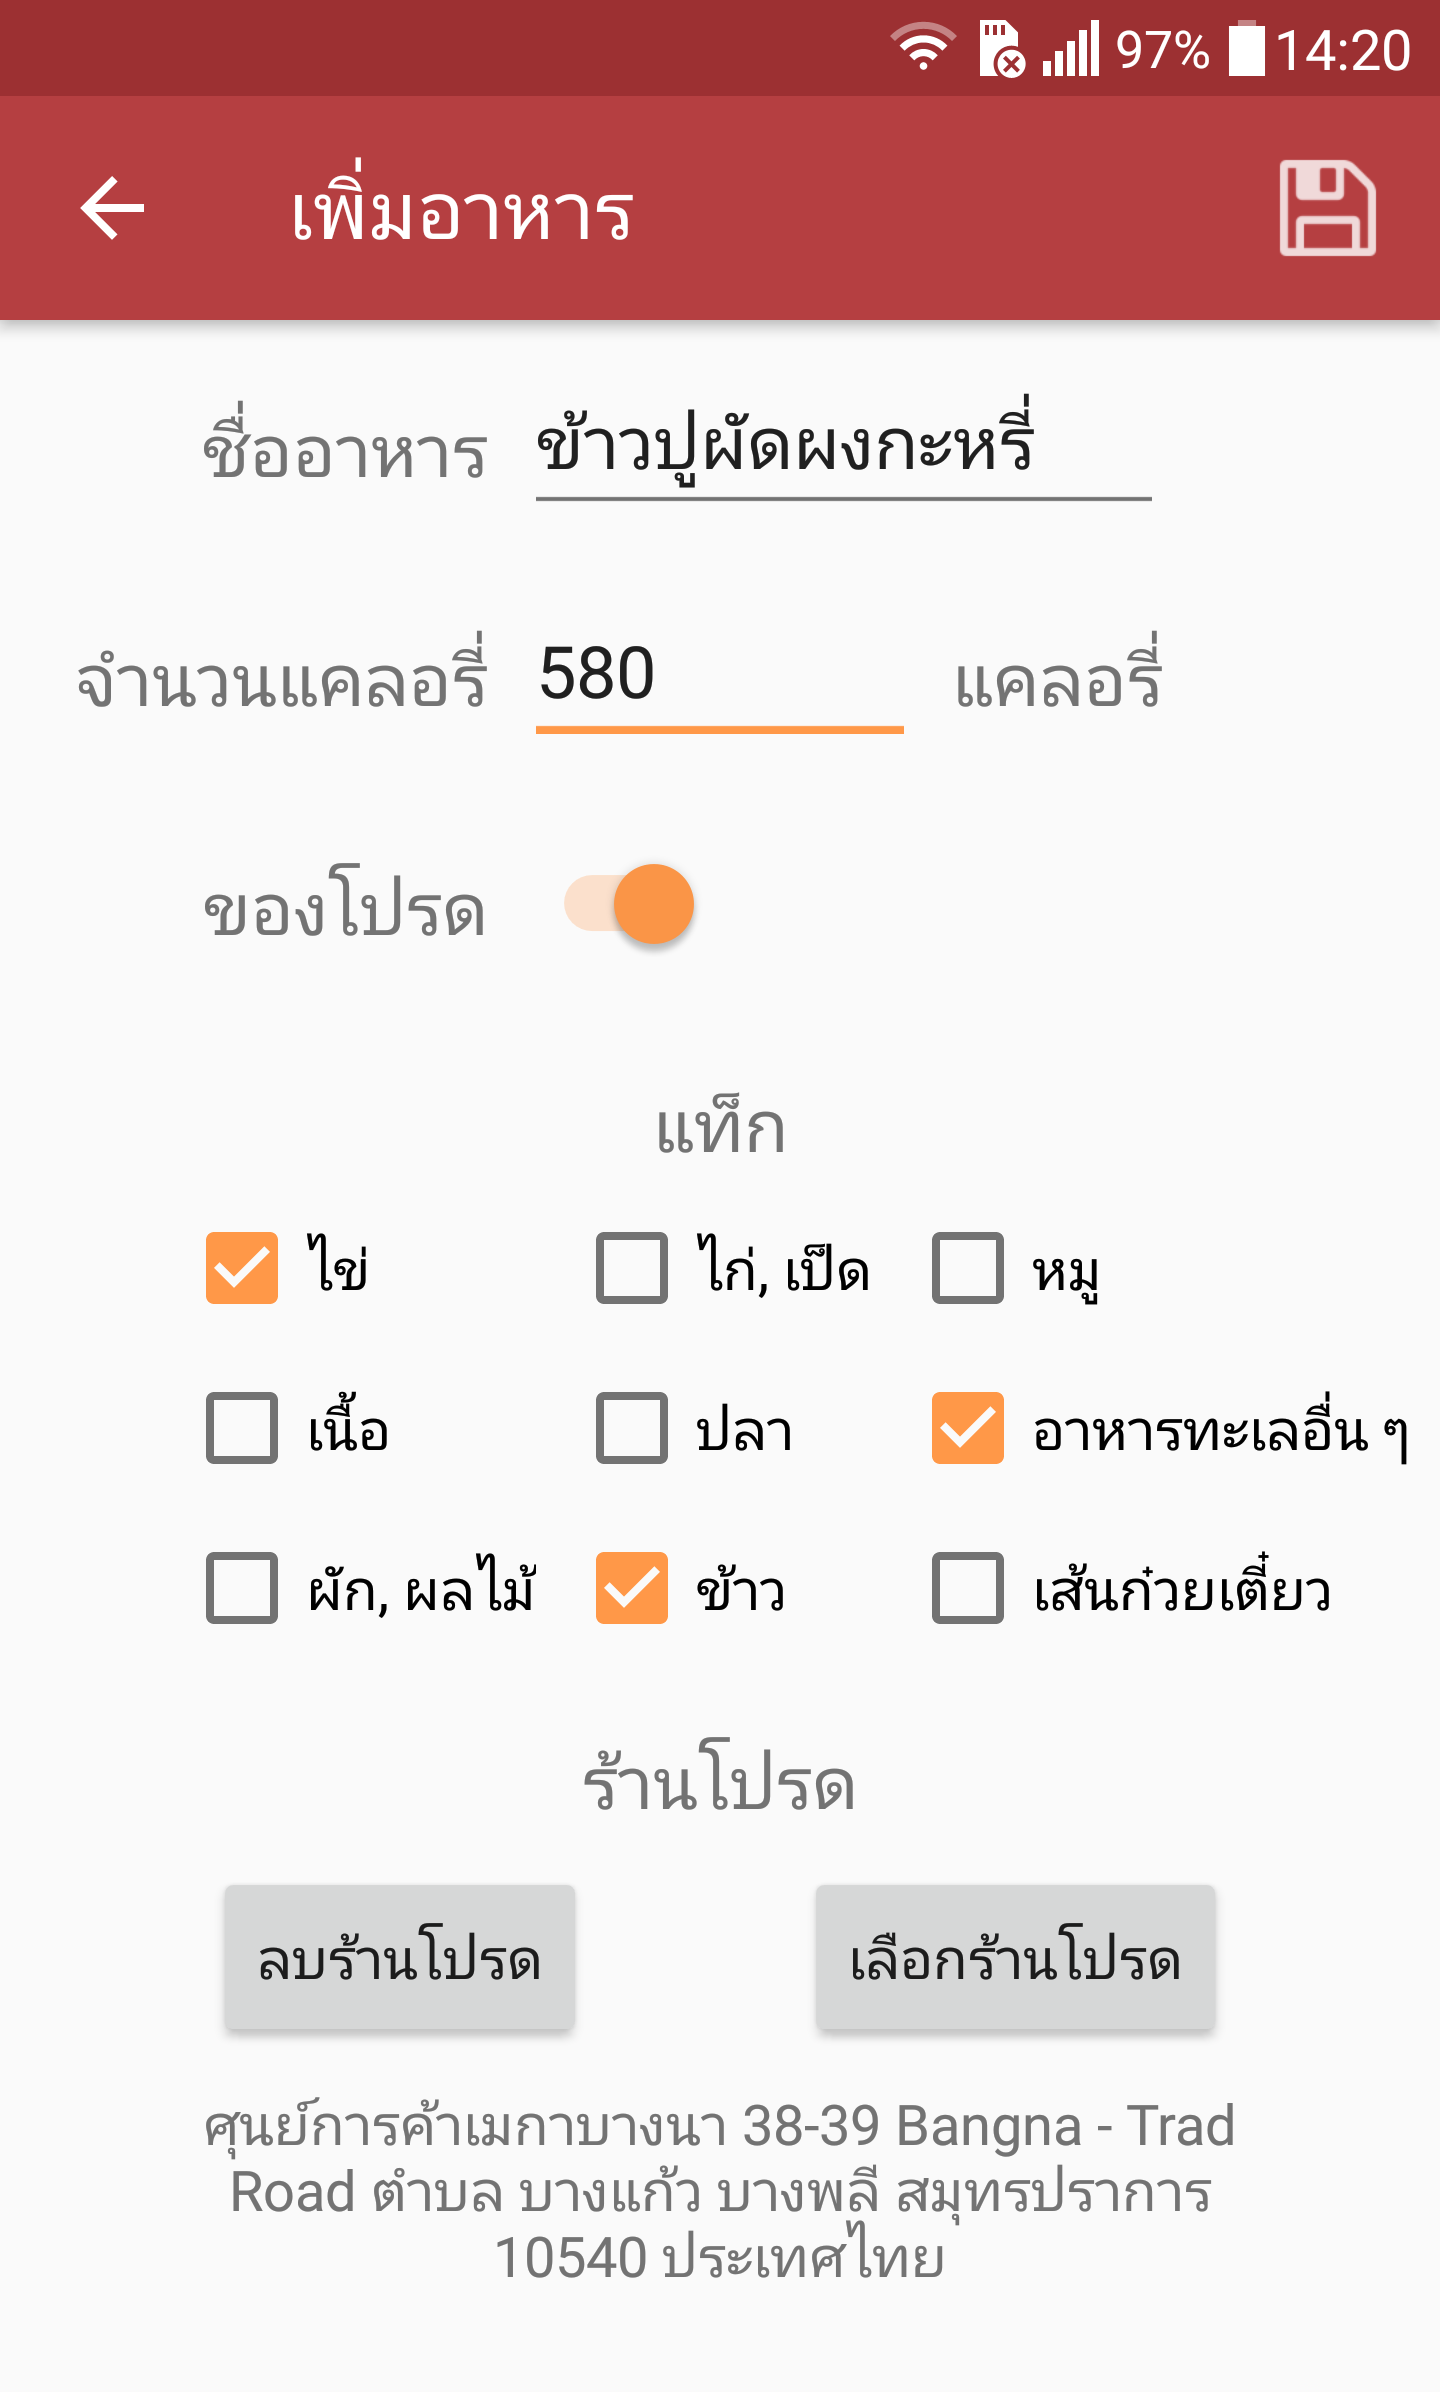 97% 14:20
เพิ่มอาหาร
ชื่ออาหาร ข้าวปูผัดผงกะหรี่
จำนวนแคลอรี่ 580 แคลอรี่
ของโปรด
แท็ก
ไข่ ไก่, เป็ด หมู
เนื้อ ปลา อาหารทะเลอื่น ๆ
ผัก, ผลไม้ ข้าว เส้นก๋วยเตี๋ยว
ร้านโปรด
ลบร้านโปรด เลือกร้านโปรด
ศูนย์การค้าเมกาบางนา 38-39 Bangna - Trad
Road ตำบล บางแก้ว บางพลี สมุทรปราการ
10540 ประเทศไทย